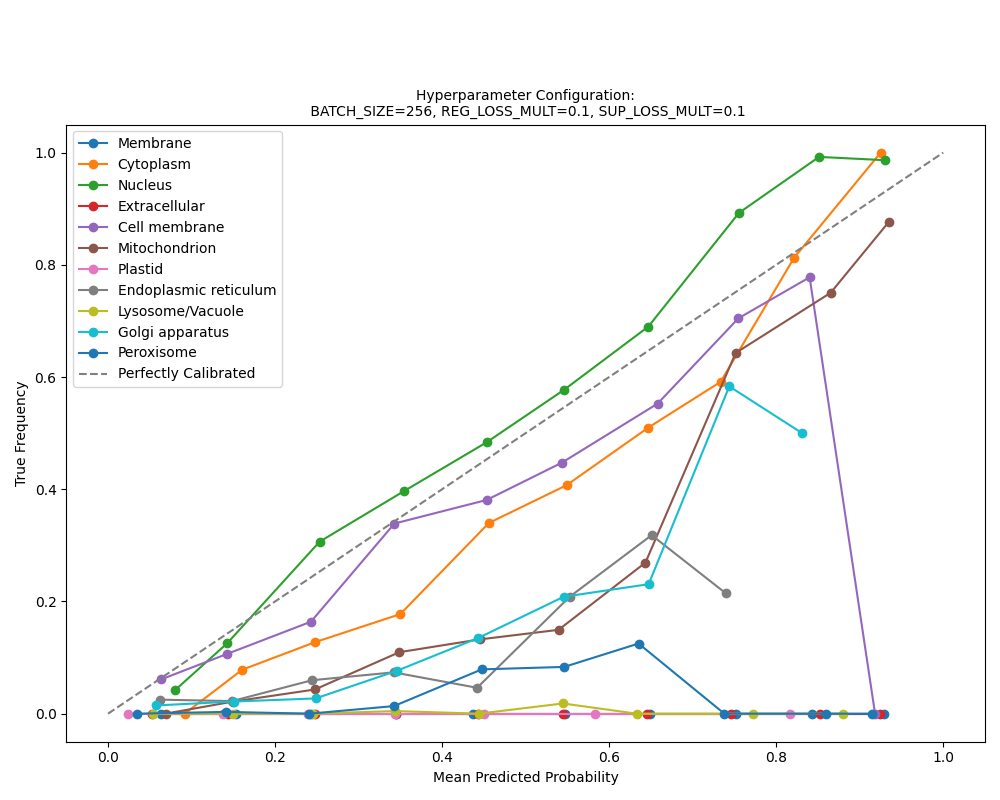 Hyperparameter Configuration:
BATCH_SIZE=256, REG_LOSS_MULT=0.1, SUP_LOSS_MULT=0.1
Membrane
Cytoplasm
Nucleus
Extracellular
Cell membrane
Mitochondrion
Plastid
Endoplasmic reticulum
Lysosome/Vacuole
Golgi apparatus
Peroxisome
Perfectly Calibrated
True Frequency
1.0
0.8
0.6
0.4
0.2
0.0
0.0 0.2 0.4 0.6 0.8 1.0
Mean Predicted Probability